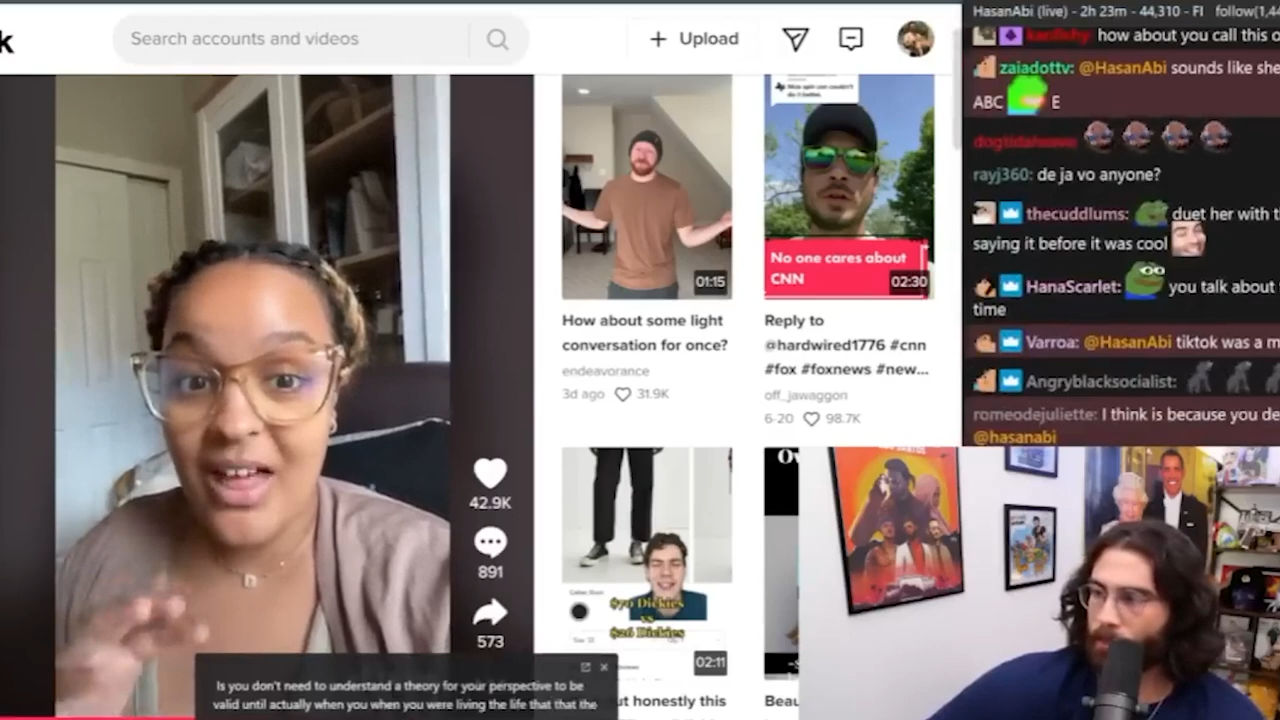 k
Search accounts and videos
+ Upload
42.9K
891
573
Is you don't need to understand a theory for your perspective to be
valid until actually when you when you were living the life that that the
01:15
How about some light
conversation for once?
endeavorance
3d ago 31.9K
No one cares about
CNN
02:30
Reply to
@hardwired1776 #cnn
#fox #foxnews #new...
off_jawaggon
6-20 98.7K
$70 Dickies
vs
$26 Dickies
02:11
ut honestly this
Beau
HasanAbi (live) - 2h 23m - 44,310 - FI follow(1,44
how about you call this o
zaiadottv: @HasanAbi sounds like she
ABC E
rayj360: de ja vo anyone?
thecuddlums: duet her with t
saying it before it was cool
HanaScarlet: you talk about
time
Varroa: @HasanAbi tiktok was a m
Angryblacksocialist:
romeodejuliette: I think is because you de
@hasanabi